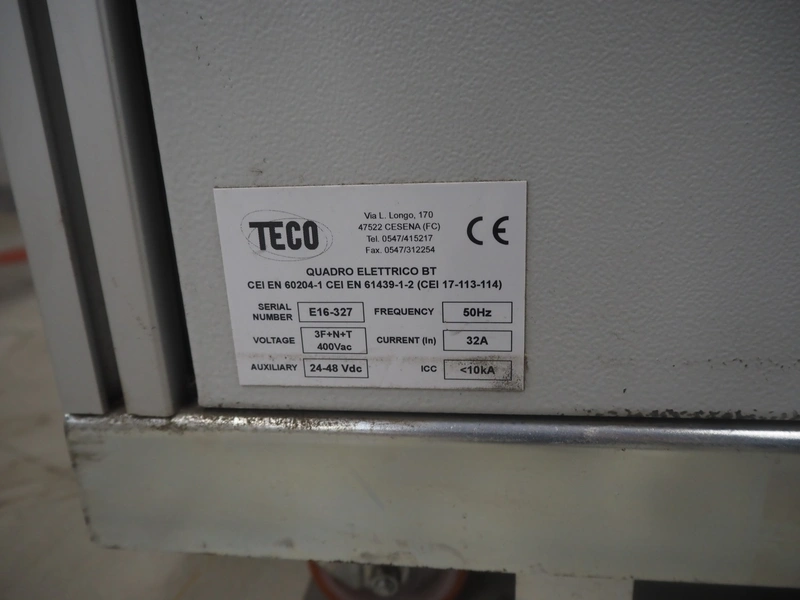 TECO
Via L. Longo, 170
47522 CESENA (FC)
Tel. 0547/415217
Fax. 0547/312254
CE
QUADRO ELETTRICO BT
CEI EN 60204-1 CEI EN 61439-1-2 (CEI 17-113-114)
SERIAL NUMBER E16-327 FREQUENCY 50Hz
VOLTAGE 3F+N+T 400Vac CURRENT (In) 32A
AUXILIARY 24-48 Vdc ICC <10kA